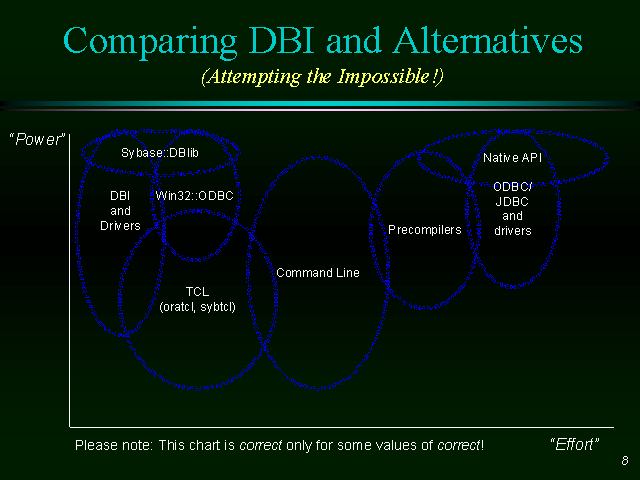 Comparing DBI and Alternatives
(Attempting the Impossible!)
“Power”
Sybase::DBlib
DBI
and
Drivers
Win32::ODBC
TCL
(oratcl, sybtcl)
Command Line
Precompilers
Native API
ODBC/
JDBC
and
drivers
Please note: This chart is correct only for some values of correct!
“Effort”
8